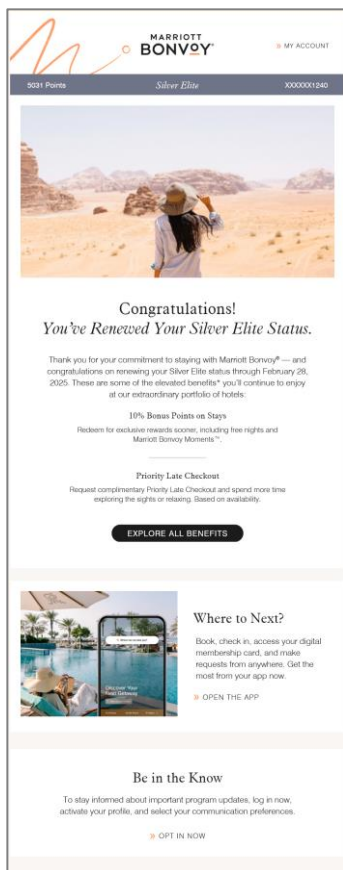 MARRIOTT
BONVOY®
» MY ACCOUNT
5031 Points
Silver Elite
XXXXXX1240
Congratulations!
You've Renewed Your Silver Elite Status.
Thank you for your commitment to staying with Marriott Bonvoy® — and
congratulations on renewing your Silver Elite status through February 28,
2025. These are some of the elevated benefits* you'll continue to enjoy
at our extraordinary portfolio of hotels:
10% Bonus Points on Stays
Redeem for exclusive rewards sooner, including free nights and
Marriott Bonvoy Moments™.
Priority Late Checkout
Request complimentary Priority Late Checkout and spend more time
exploring the sights or relaxing. Based on availability.
EXPLORE ALL BENEFITS
Discover Your
Next Getaway
Where to Next?
Book, check in, access your digital
membership card, and make
requests from anywhere. Get the
most from your app now.
» OPEN THE APP
Be in the Know
To stay informed about important program updates, log in now,
activate your profile, and select your communication preferences.
» OPT IN NOW